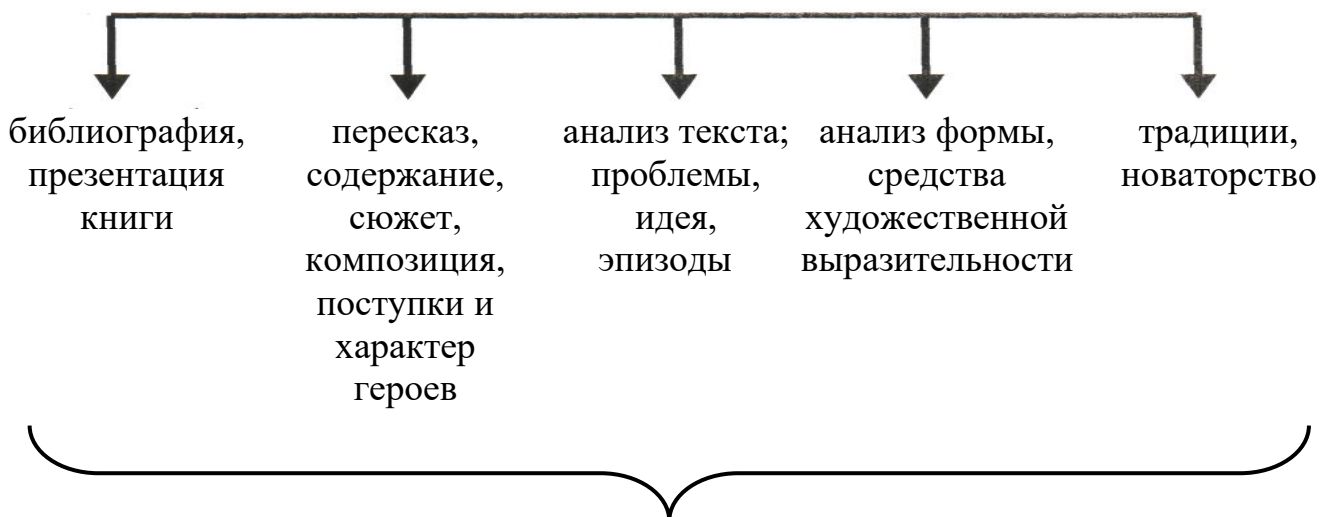 библиография,
презентация
книги
пересказ,
содержание,
сюжет,
композиция,
поступки и
характер
героев
анализ текста;
проблемы,
идея,
эпизоды
анализ формы,
средства
художественной
выразительности
традиции,
новаторство